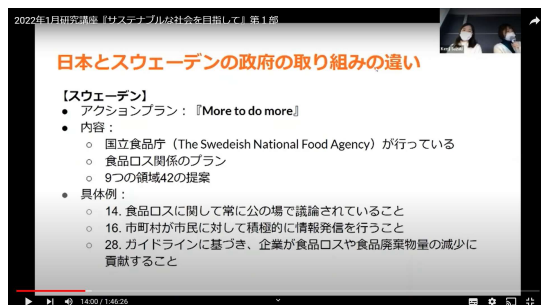 2022年1月研究講座『サステナブルな社会を目指して』第１部
日本とスウェーデンの政府の取り組みの違い
【スウェーデン】
● アクションプラン：『More to do more』
● 内容：
○ 国立食品庁（The Swedeish National Food Agency）が行っている
○ 食品ロス関係のプラン
○ 9つの領域42の提案
● 具体例：
○ 14. 食品ロスに関して常に公の場で議論されていること
○ 16. 市町村が市民に対して積極的に情報発信を行うこと
○ 28. ガイドラインに基づき、企業が食品ロスや食品廃棄物量の減少に
貢献すること
14:00 / 1:46:26